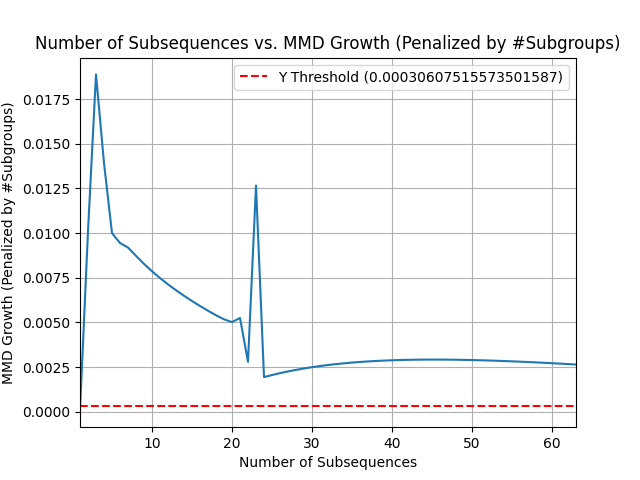 Number of Subsequences vs. MMD Growth (Penalized by #Subgroups)
Y Threshold (0.00030607515573501587)
MMD Growth (Penalized by #Subgroups)
0.0175
0.0150
0.0125
0.0100
0.0075
0.0050
0.0025
0.0000
10 20 30 40 50 60
Number of Subsequences